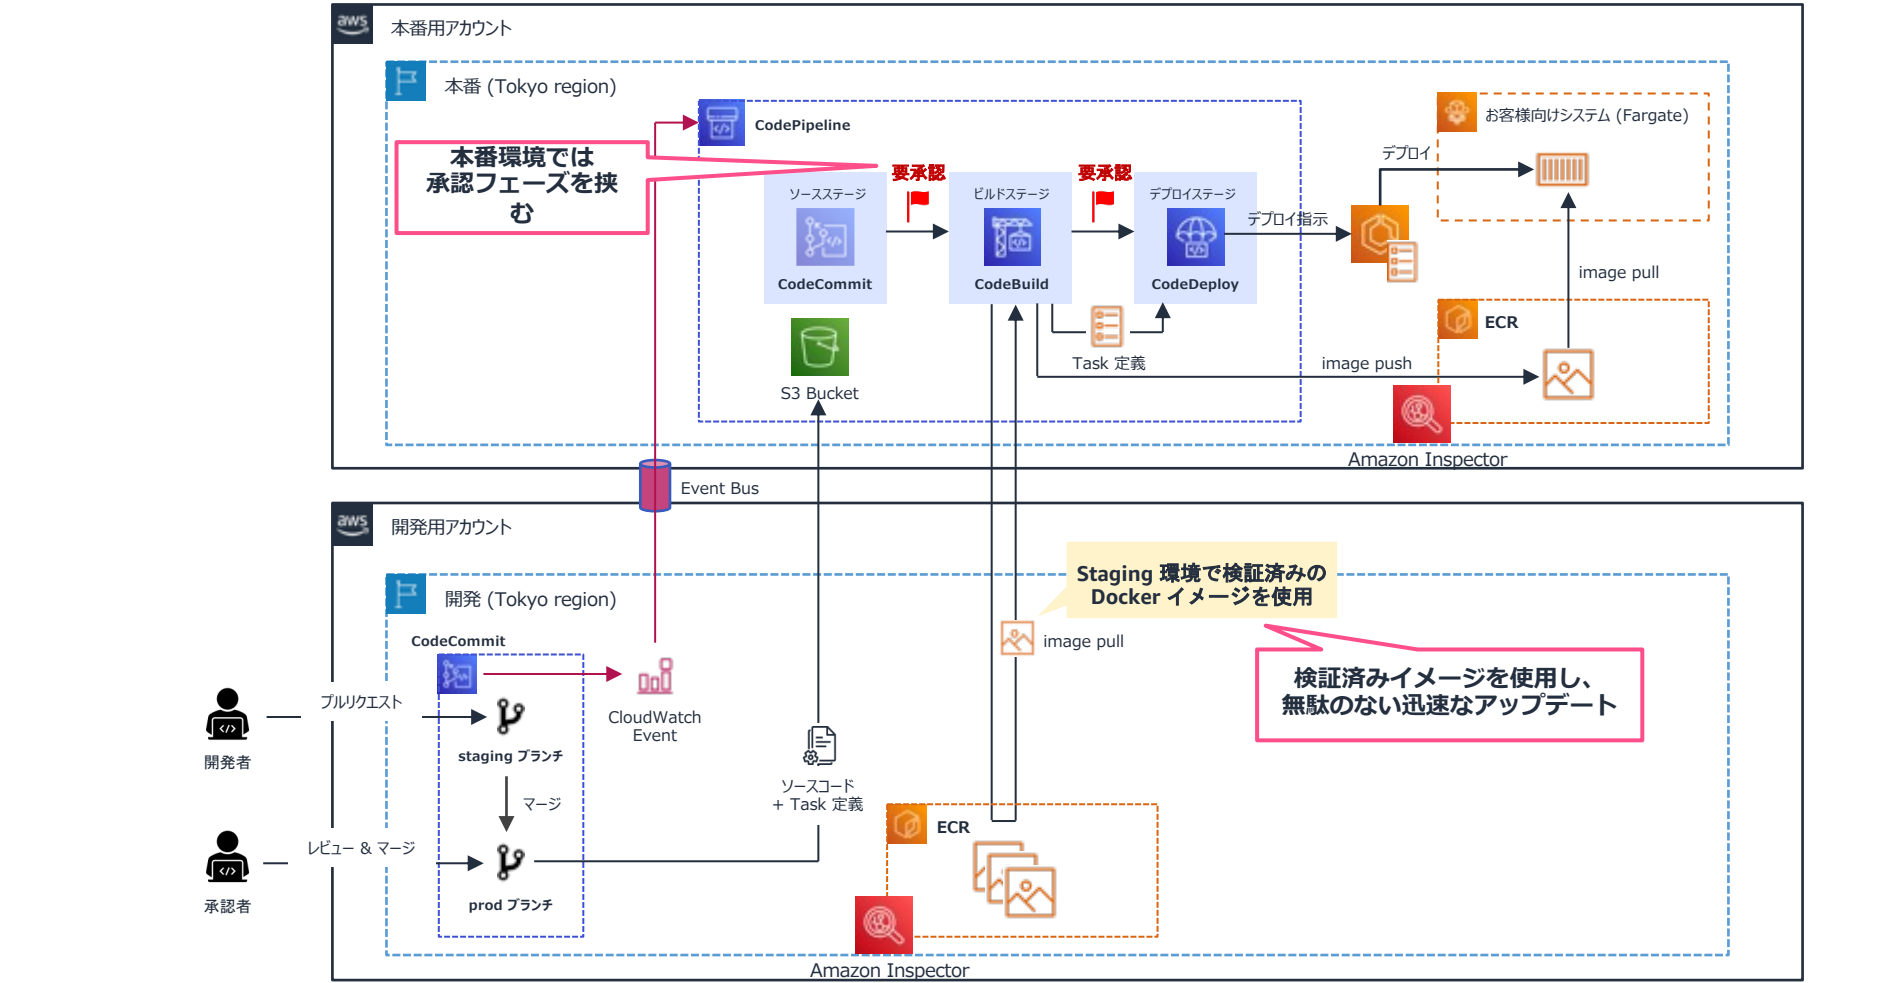 aws
本番用アカウント
本番 (Tokyo region)
CodePipeline
本番環境では
承認フェーズを挟
む
ソースステージ
CodeCommit
要承認
ビルドステージ
CodeBuild
要承認
デプロイステージ
CodeDeploy
デプロイ指示
デプロイ
お客様向けシステム (Fargate)
image pull
ECR
Task 定義
image push
S3 Bucket
Amazon Inspector
Event Bus
aws
開発用アカウント
開発 (Tokyo region)
CodeCommit
Staging 環境で検証済みの
Docker イメージを使用
image pull
検証済みイメージを使用し、
無駄のない迅速なアップデート
開発者
プルリクエスト
staging ブランチ
CloudWatch
Event
マージ
ソースコード
+ Task 定義
承認者
レビュー & マージ
prod ブランチ
ECR
Amazon Inspector